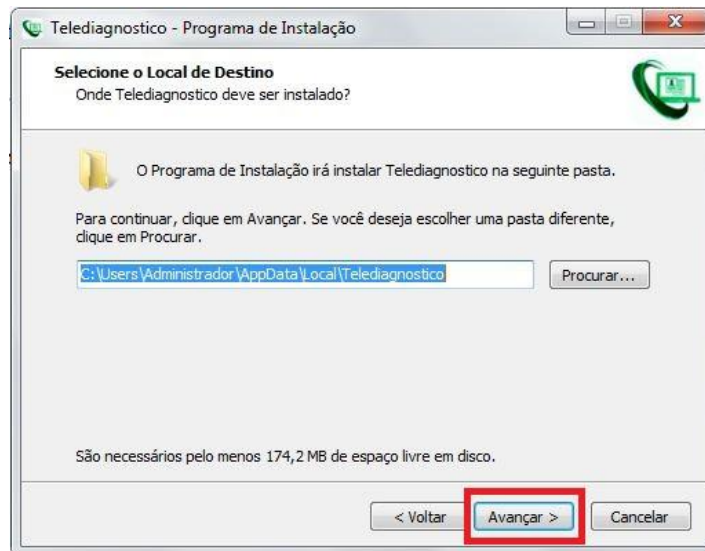 Telediagnostico - Programa de Instalação
Selecione o Local de Destino
Onde Telediagnostico deve ser instalado?
O Programa de Instalação irá instalar Telediagnostico na seguinte pasta.
Para continuar, clique em Avançar. Se você deseja escolher uma pasta diferente,
clique em Procurar.
C:\Users\Administrador\AppData\Local\Telediagnostico
Procurar...
São necessários pelo menos 174,2 MB de espaço livre em disco.
< Voltar
Avançar >
Cancelar